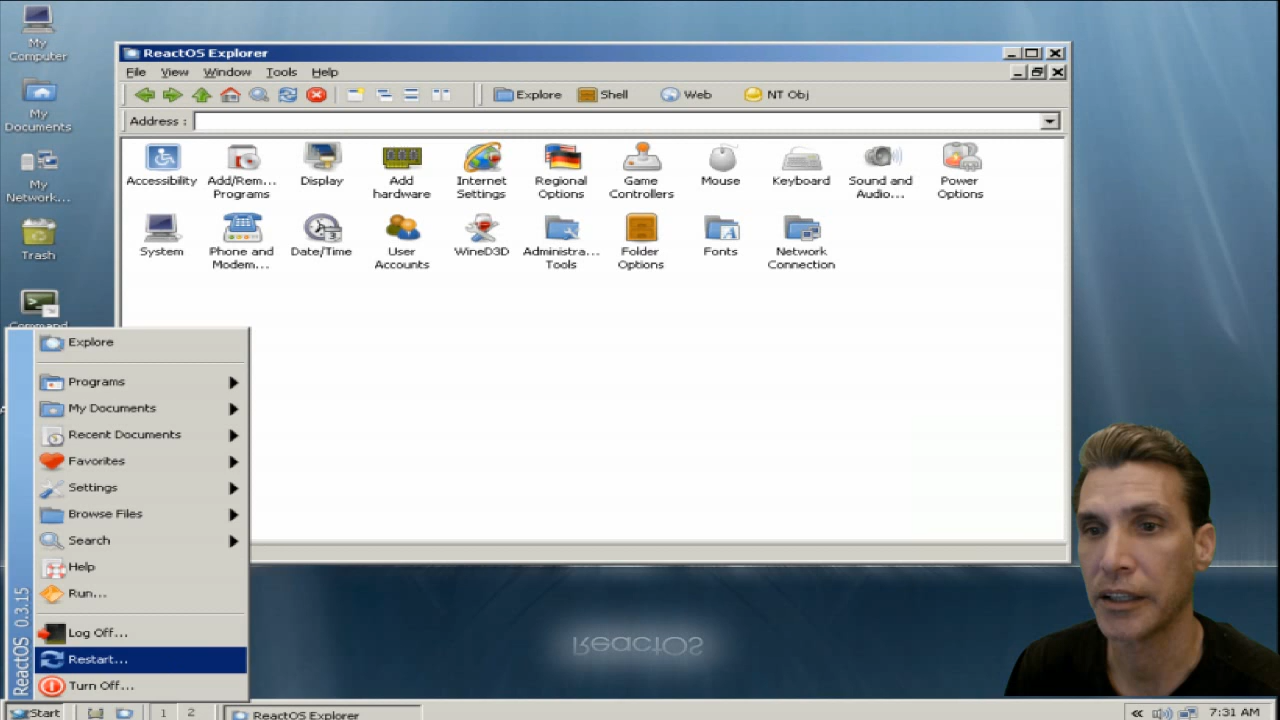 My
Computer
My
Documents
My
Network...
Trash
Command
ReactOS Explorer
File View Window Tools Help
Explore Shell Web NT Obj
Address :
Accessibility
Add/Rem...
Programs
Display
Add
hardware
Internet
Settings
Regional
Options
Game
Controllers
Mouse
Keyboard
Sound and
Audio...
Power
Options
System
Phone and
Modem...
Date/Time
User
Accounts
WineD3D
Administra...
Tools
Folder
Options
Fonts
Network
Connection
Explore
Programs
My Documents
Recent Documents
Favorites
Settings
Browse Files
Search
Help
Run...
Log Off...
Restart...
Turn Off...
ReactOS 0.3.15
ReactOS
Start 1 2 ReactOS Explorer 7:31 AM